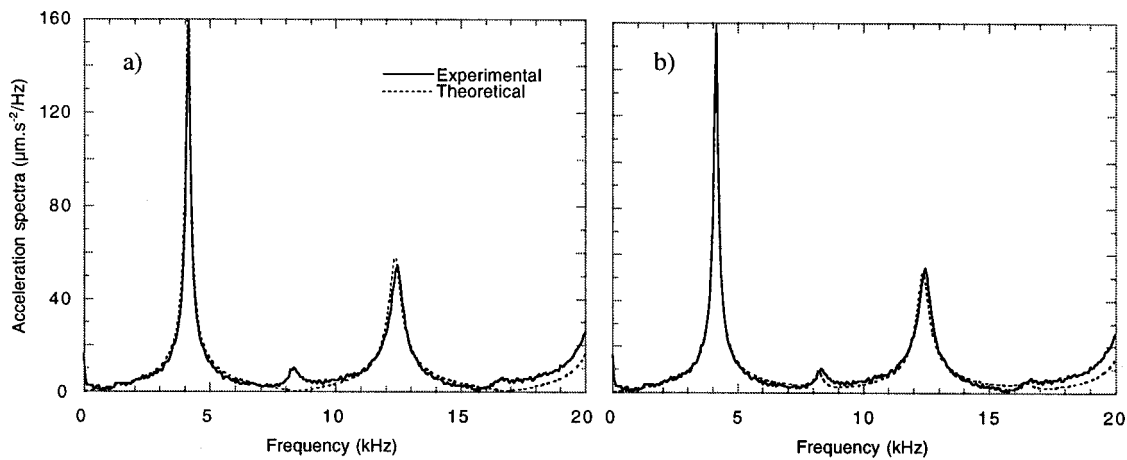 160
120
80
40
0
Acceleration spectra (µm.s⁻²/Hz)
a)
Experimental
Theoretical
0 5 10 15 20
Frequency (kHz)
b)
0 5 10 15 20
Frequency (kHz)